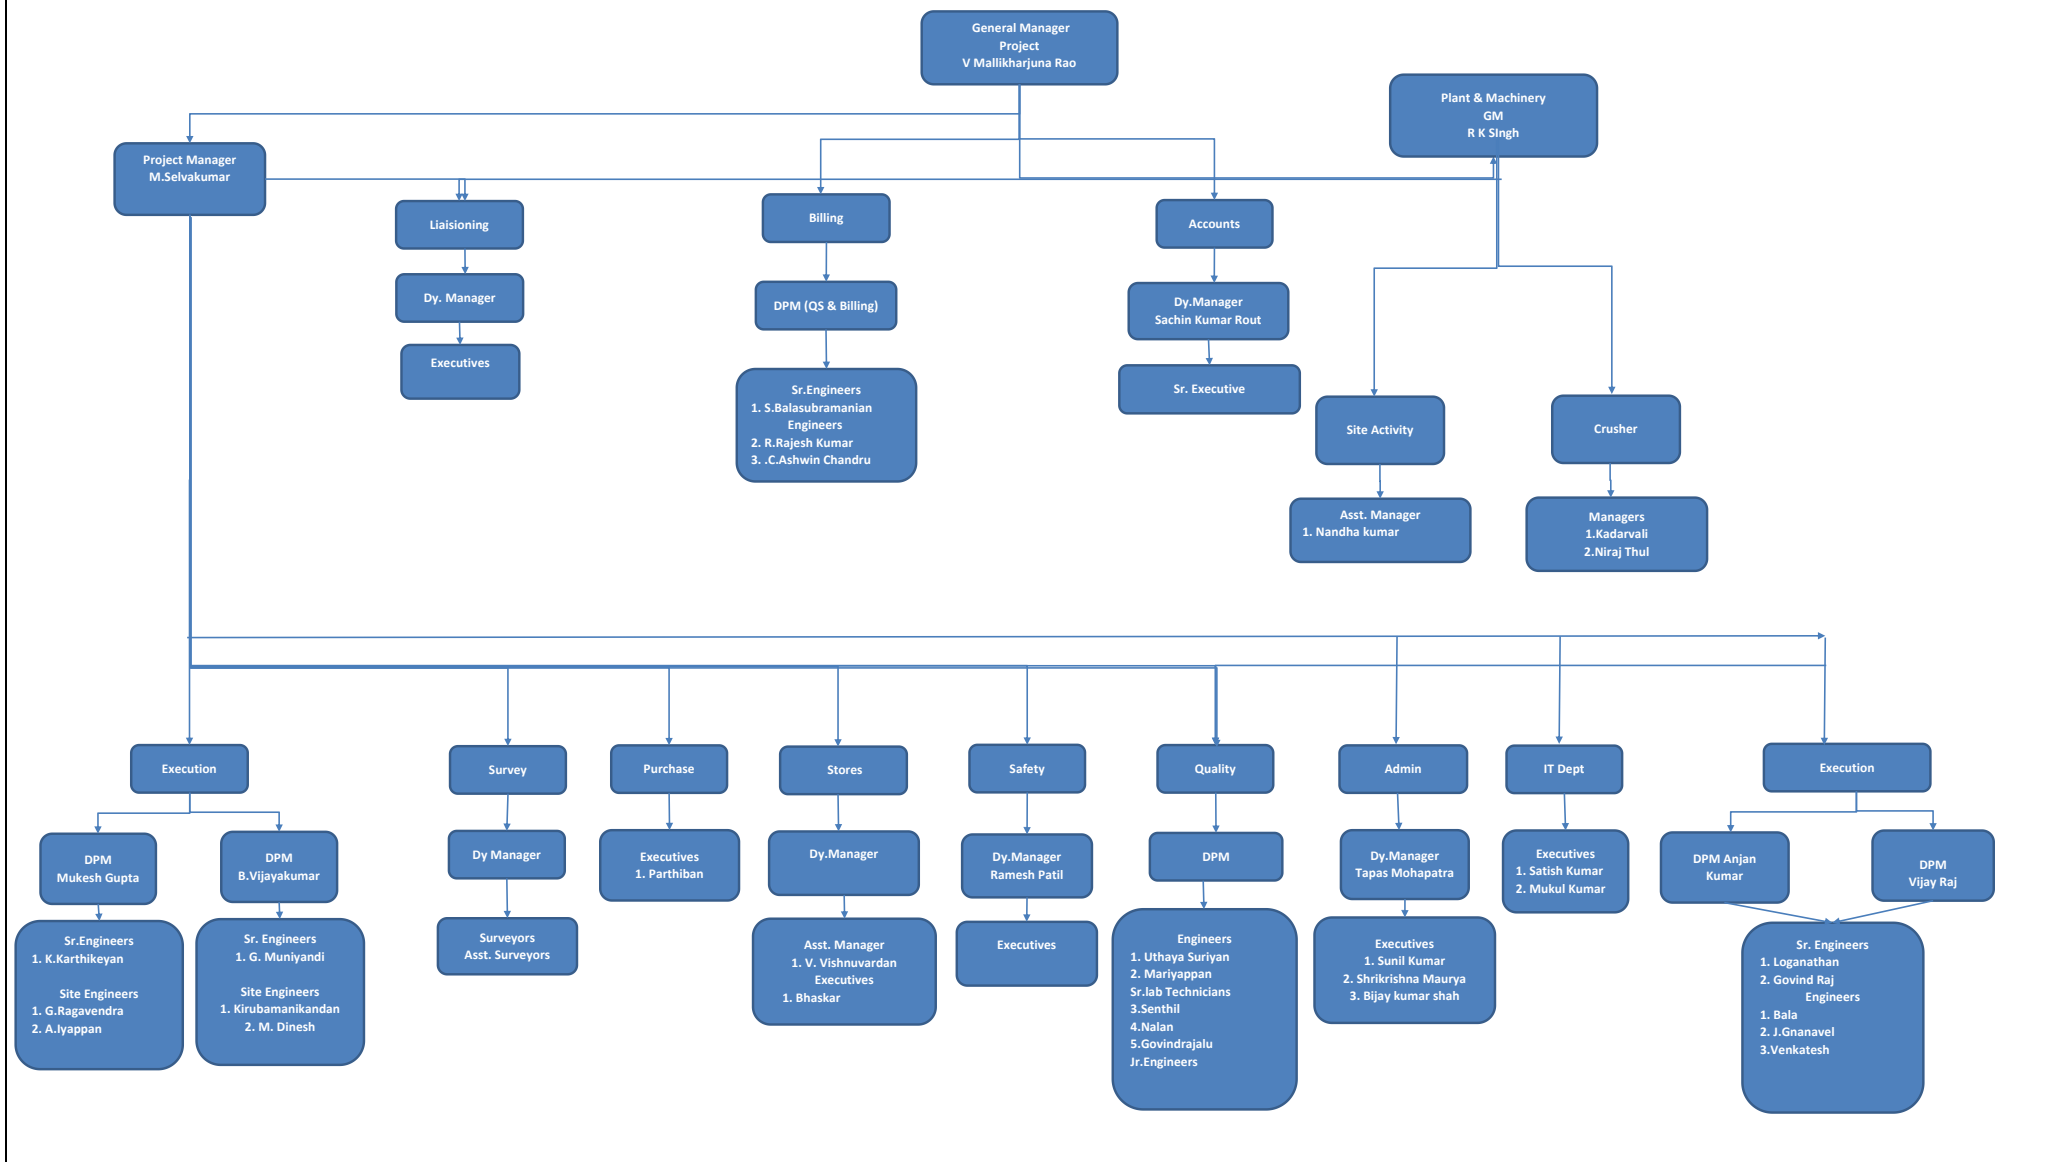 General Manager
Project
V Mallikharjuna Rao
Plant & Machinery
GM
R K SIngh
Project Manager
M.Selvakumar
Liaisioning
Billing
Accounts
Dy. Manager
DPM (QS & Billing)
Dy.Manager
Sachin Kumar Rout
Executives
Sr.Engineers
1. S.Balasubramanian
Engineers
2. R.Rajesh Kumar
3. .C.Ashwin Chandru
Sr. Executive
Site Activity
Crusher
Asst. Manager
1. Nandha kumar
Managers
1.Kadarvali
2.Niraj Thul
Execution
Survey
Purchase
Stores
Safety
Quality
Admin
IT Dept
Execution
DPM
Mukesh Gupta
DPM
B.Vijayakumar
Dy Manager
Executives
1. Parthiban
Dy.Manager
Dy.Manager
Ramesh Patil
DPM
Dy.Manager
Tapas Mohapatra
Executives
1. Satish Kumar
2. Mukul Kumar
DPM Anjan
Kumar
DPM
Vijay Raj
Sr.Engineers
1. K.Karthikeyan
Site Engineers
1. G.Ragavendra
2. A.Iyappan
Sr. Engineers
1. G. Muniyandi
Site Engineers
1. Kirubamanikandan
2. M. Dinesh
Surveyors
Asst. Surveyors
Asst. Manager
1. V. Vishnuvardan
Executives
1. Bhaskar
Executives
Engineers
1. Uthaya Suriyan
2. Mariyappan
Sr.lab Technicians
3.Senthil
4.Nalan
5.Govindrajalu
Jr.Engineers
Executives
1. Sunil Kumar
2. Shrikrishna Maurya
3. Bijay kumar shah
Sr. Engineers
1. Loganathan
2. Govind Raj
Engineers
1. Bala
2. J.Gnanavel
3.Venkatesh